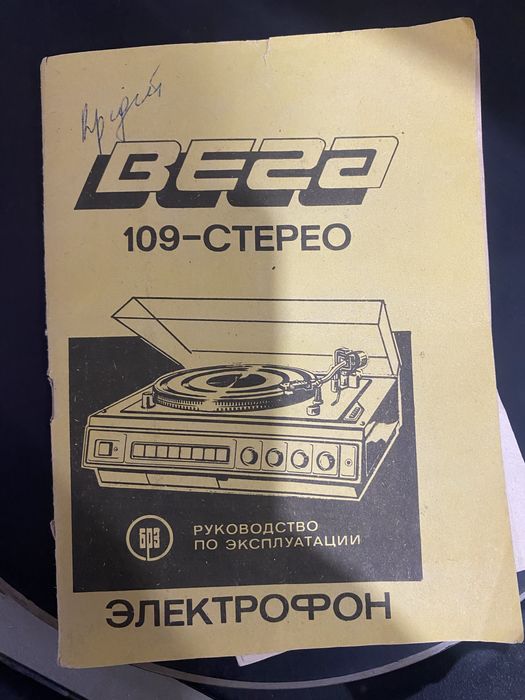 Вега
109-СТЕРЕО
БРЗ
РУКОВОДСТВО
ПО ЭКСПЛУАТАЦИИ
ЭЛЕКТРОФОН